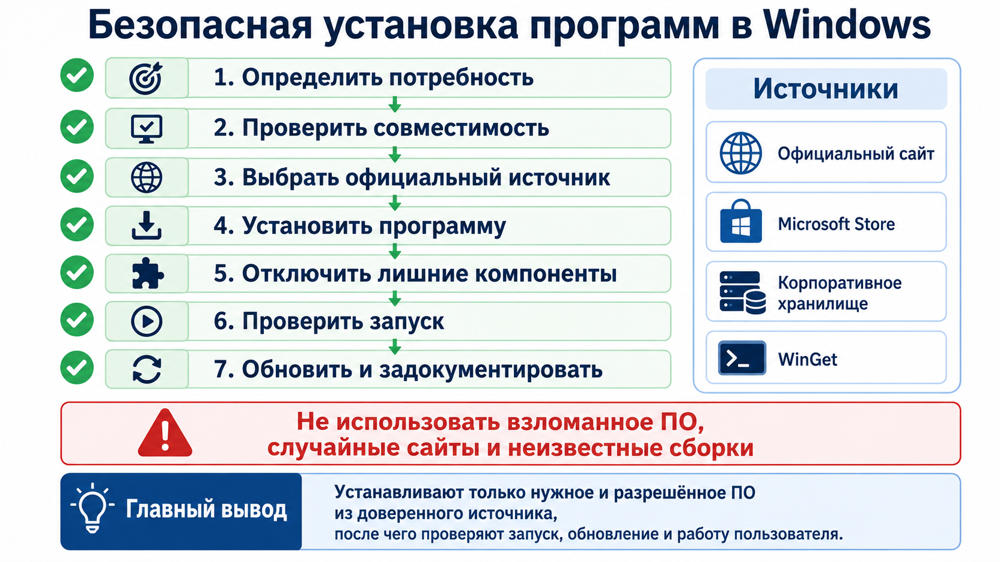 Безопасная установка программ в Windows
1. Определить потребность
2. Проверить совместимость
3. Выбрать официальный источник
4. Установить программу
5. Отключить лишние компоненты
6. Проверить запуск
7. Обновить и задокументировать
Источники
Официальный сайт
Microsoft Store
Корпоративное
хранилище
WinGet
Не использовать взломанное ПО,
случайные сайты и неизвестные сборки
Главный вывод
Устанавливают только нужное и разрешённое ПО
из доверенного источника,
после чего проверяют запуск, обновление и работу пользователя.